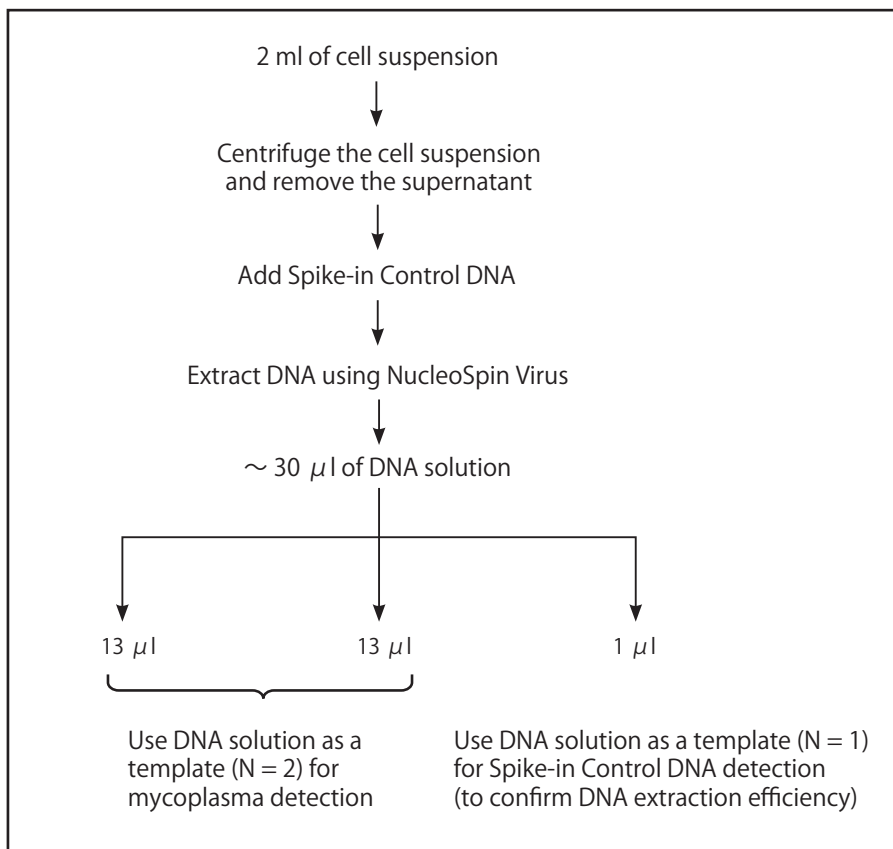 2 ml of cell suspension
Centrifuge the cell suspension
and remove the supernatant
Add Spike-in Control DNA
Extract DNA using NucleoSpin Virus
～ 30 μl of DNA solution
13 μl
13 μl
1 μl
Use DNA solution as a
template (N = 2) for
mycoplasma detection
Use DNA solution as a template (N = 1)
for Spike-in Control DNA detection
(to confirm DNA extraction efficiency)